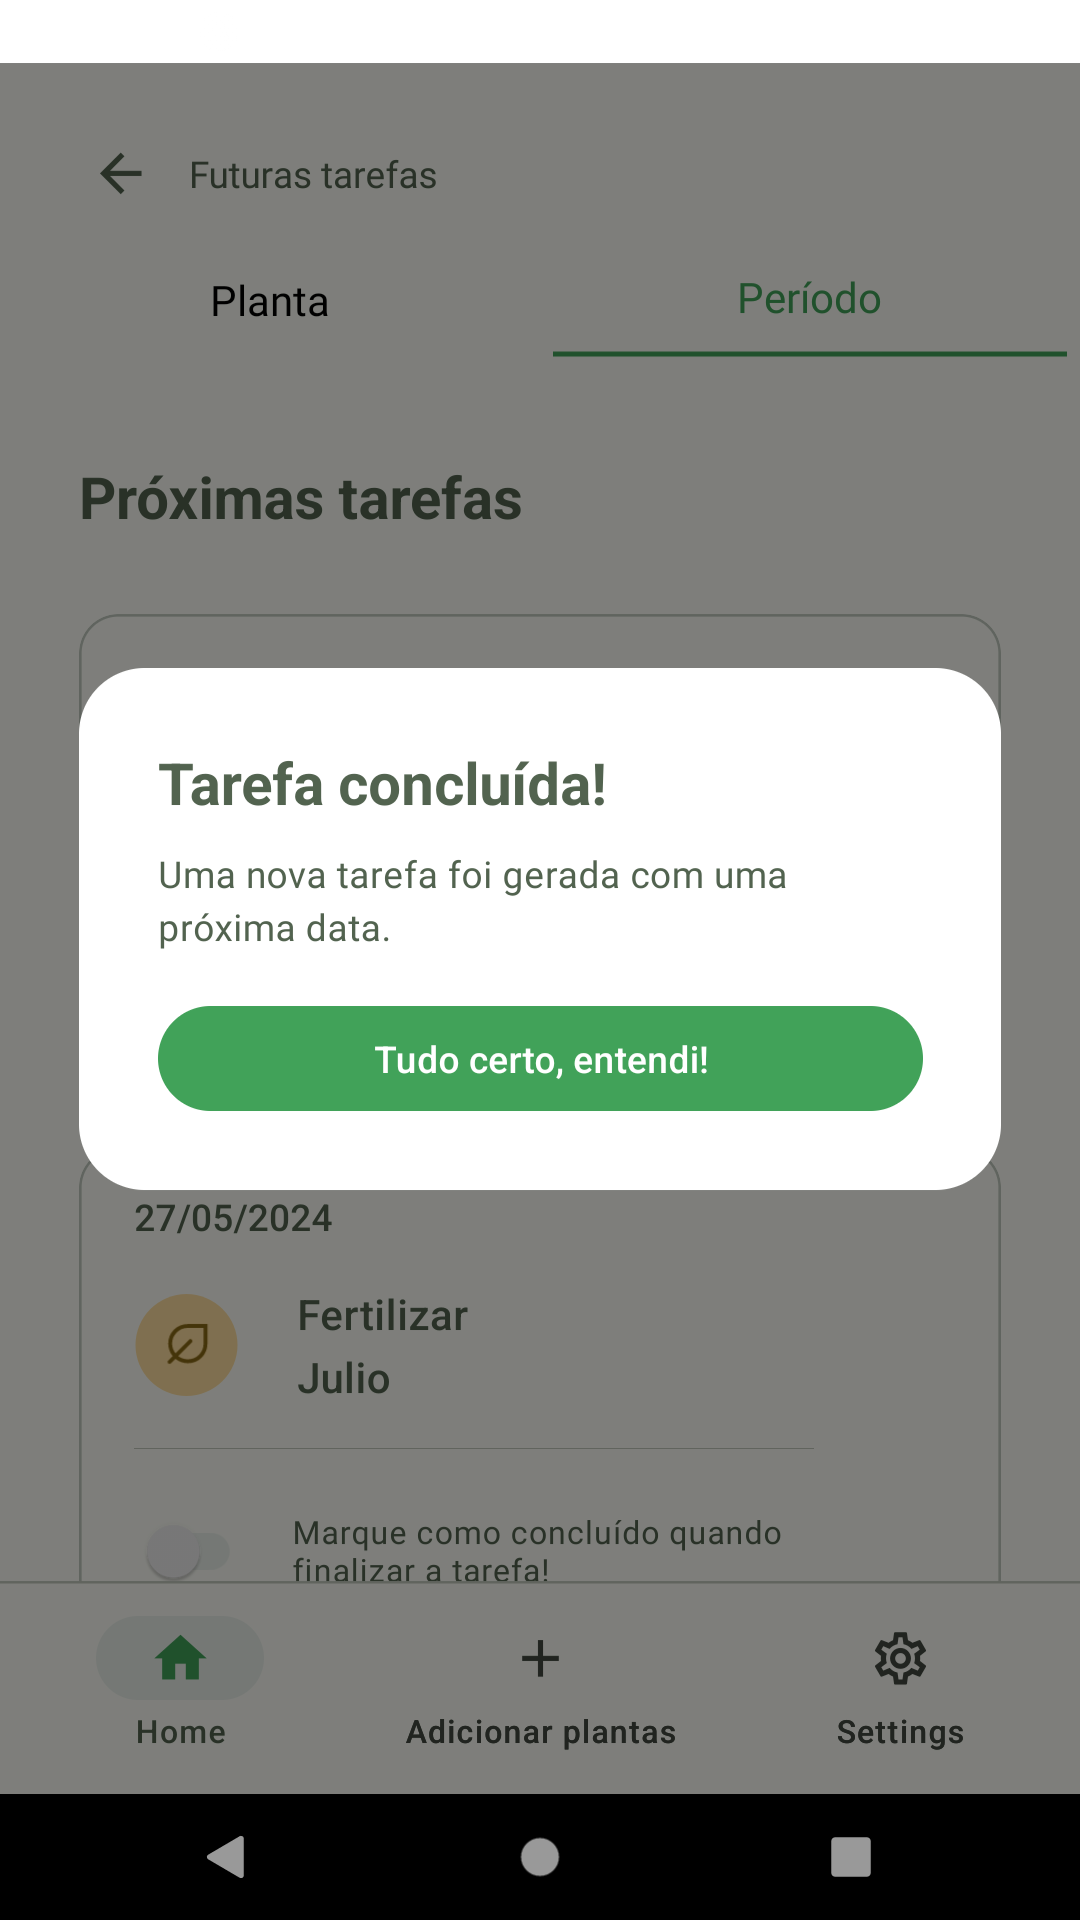 Futuras tarefas
Planta
Período
Próximas tarefas
Tarefa concluída!
Uma nova tarefa foi gerada com uma
próxima data.
Tudo certo, entendi!
27/05/2024
Fertilizar
Julio
Marque como concluído quando
finalizar a tarefa!
Home
Adicionar plantas
Settings